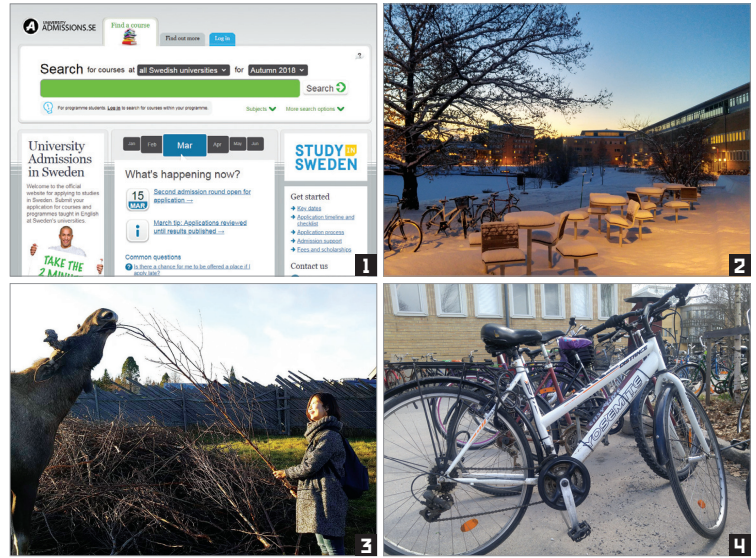 UNIVERSITY
ADMISSIONS.SE
Find a course
Find out more
Log in
Search for courses at all Swedish universities for Autumn 2018
Search
For programme students: Log in to search for courses within your programme.
Subjects
More search options
University
Admissions
in Sweden
Welcome to the official
website for applying to studies
in Sweden. Submit your
application for courses and
programmes taught in English
at Sweden's universities.
TAKE THE
Jan Feb Mar Apr May Jun
What's happening now?
15
MAR
Second admission round open for
application →
March tip: Applications reviewed
until results published →
Common questions
Is there a chance for me to be offered a place if I
apply late?
STUDY IN
SWEDEN
Get started
Key dates
Application timeline and
checklist
Application process
Admission support
Fees and scholarships
Contact us
1
2
3
YOSEMITE
DISTANCE
4